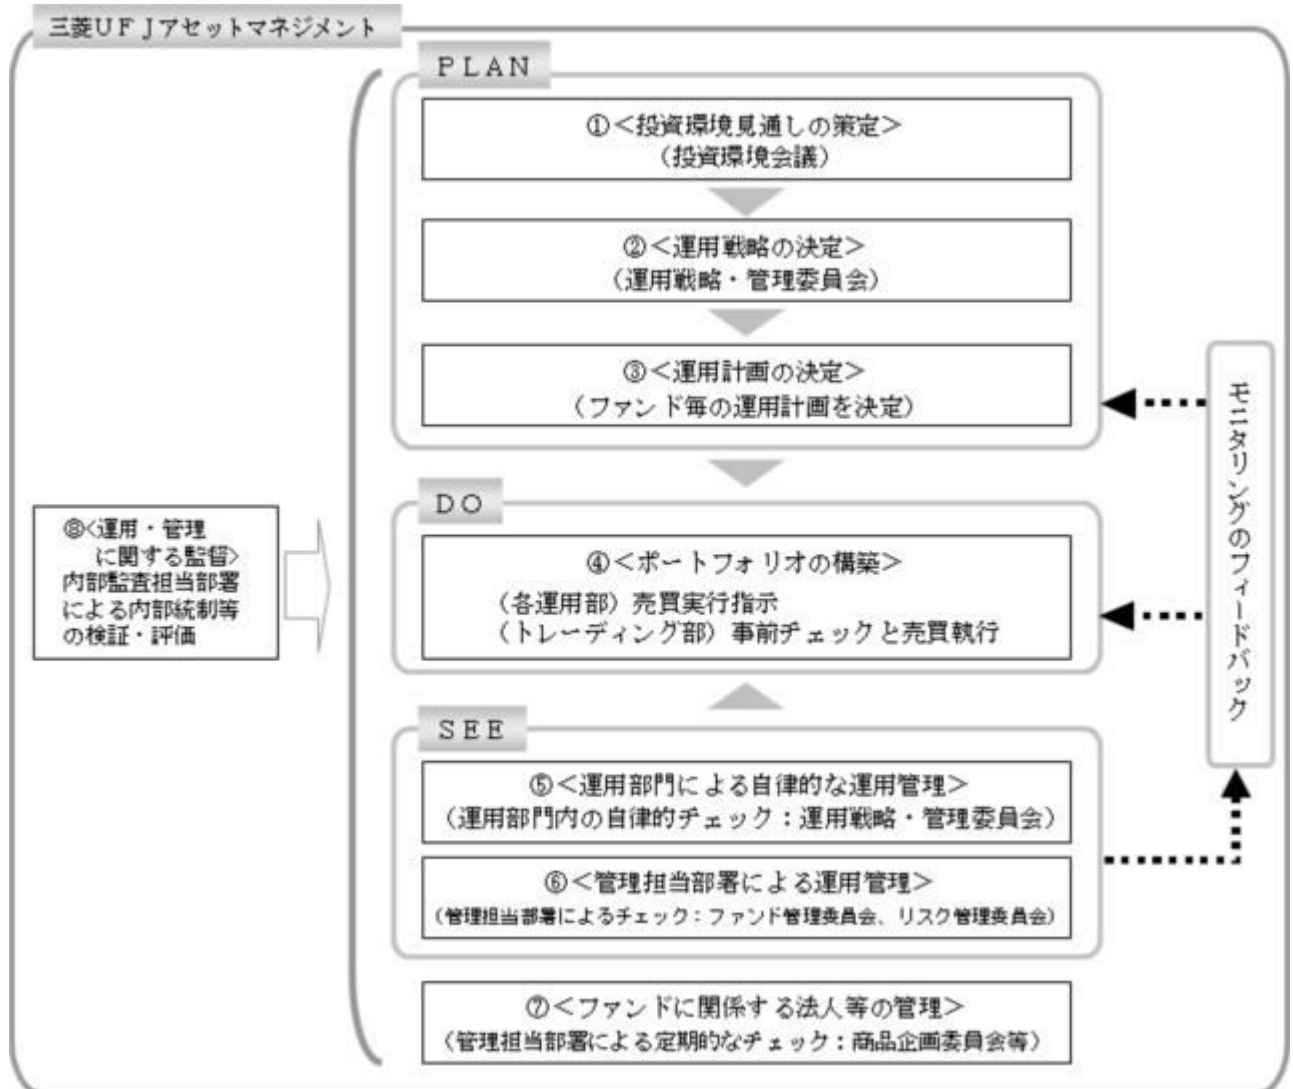 三菱ＵＦＪアセットマネジメント
ＰＬＡＮ
①＜投資環境見通しの策定＞
（投資環境会議）
②＜運用戦略の決定＞
（運用戦略・管理委員会）
③＜運用計画の決定＞
（ファンド毎の運用計画を決定）
ＤＯ
④＜ポートフォリオの構築＞
（各運用部）売買実行指示
（トレーディング部）事前チェックと売買執行
ＳＥＥ
⑤＜運用部門による自律的な運用管理＞
（運用部門内の自律的チェック：運用戦略・管理委員会）
⑥＜管理担当部署による運用管理＞
（管理担当部署によるチェック：ファンド管理委員会、リスク管理委員会）
⑦＜ファンドに関係する法人等の管理＞
（管理担当部署による定期的なチェック：商品企画委員会等）
⑧＜運用・管理
に関する監督＞
内部監査担当部署
による内部統制等
の検証・評価
モニタリングのフィードバック